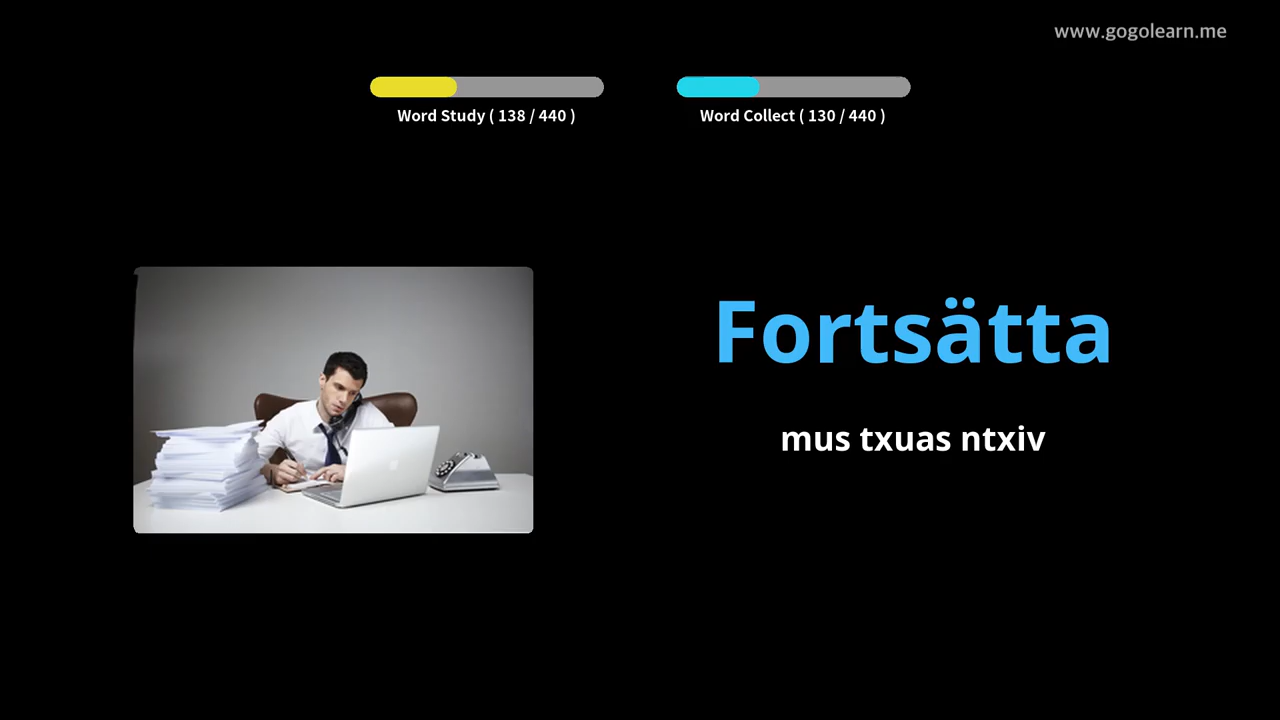 www.gogolearn.me
Word Study ( 138 / 440 )
Word Collect ( 130 / 440 )
Fortsätta
mus txuas ntxiv